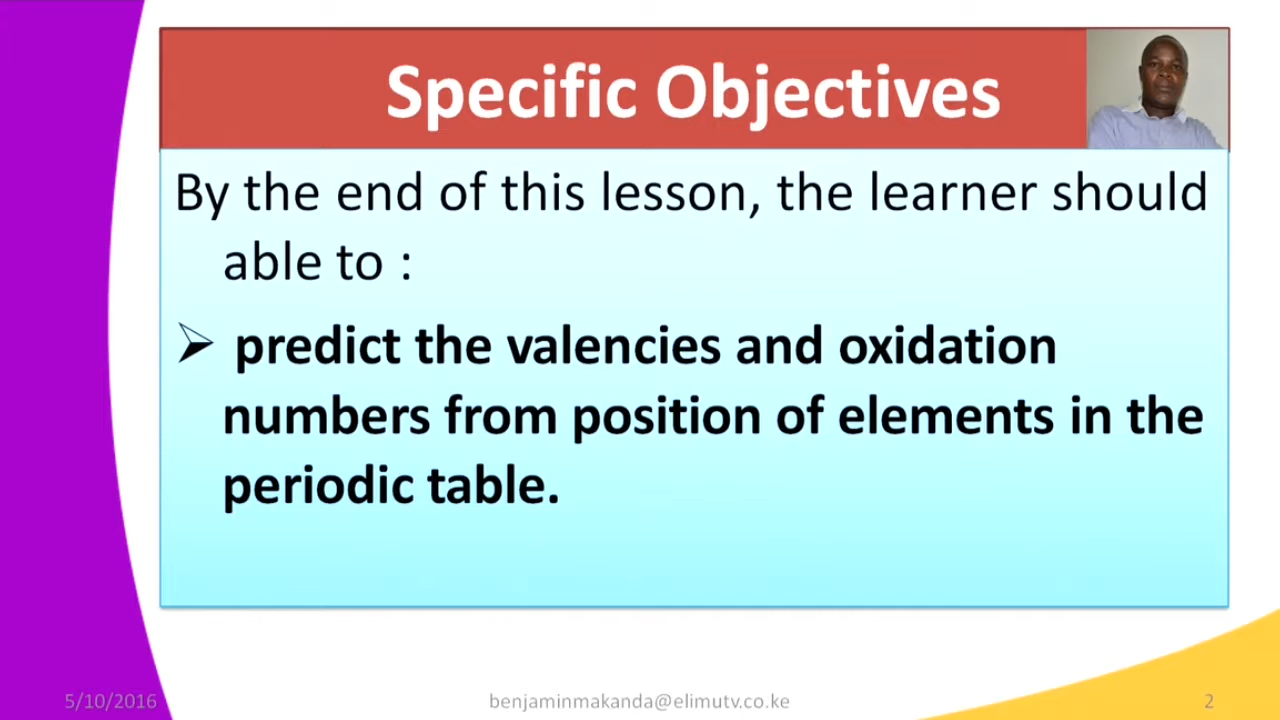 Specific Objectives
By the end of this lesson, the learner should
able to :
predict the valencies and oxidation
numbers from position of elements in the
periodic table.
5/10/2016
benjaminmakanda@elimutv.co.ke
2